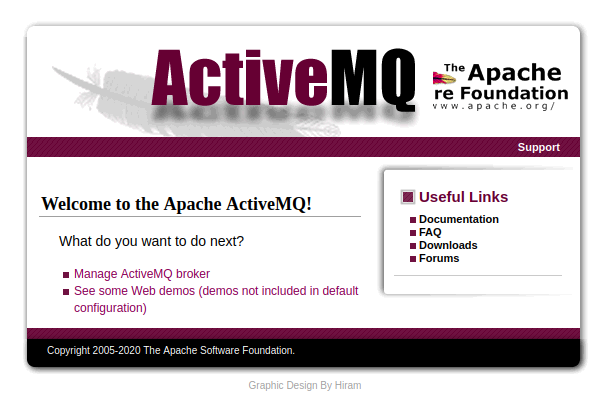 ActiveMQ
The Apache
re Foundation
www.apache.org/
Support
Welcome to the Apache ActiveMQ!
What do you want to do next?
Manage ActiveMQ broker
See some Web demos (demos not included in default
configuration)
Useful Links
Documentation
FAQ
Downloads
Forums
Copyright 2005-2020 The Apache Software Foundation.
Graphic Design By Hiram